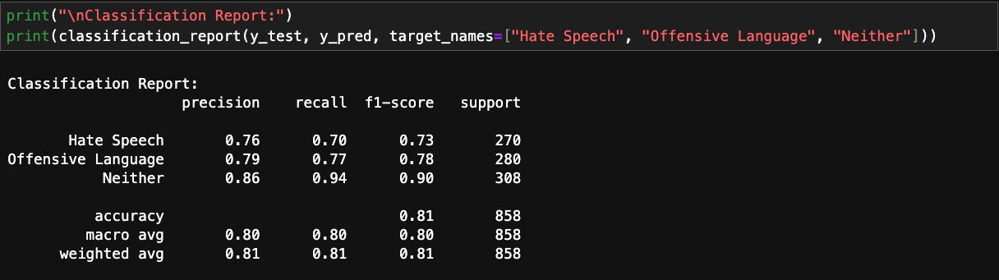 print("\nClassification Report:")
print(classification_report(y_test, y_pred, target_names=["Hate Speech", "Offensive Language", "Neither"]))
Classification Report:
precision recall f1-score support
Hate Speech 0.76 0.70 0.73 270
Offensive Language 0.79 0.77 0.78 280
Neither 0.86 0.94 0.90 308
accuracy 0.81 858
macro avg 0.80 0.80 0.80 858
weighted avg 0.81 0.81 0.81 858